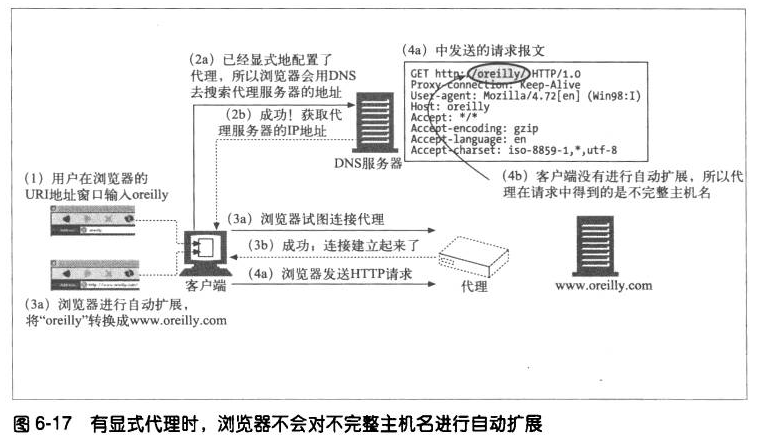 (2a) 已经显式地配置了
代理，所以浏览器会用DNS
去搜索代理服务器的地址
(2b) 成功！获取代
理服务器的IP地址
DNS服务器
(4a) 中发送的请求报文
GET http://oreilly/ HTTP/1.0
Proxy-connection: Keep-Alive
User-agent: Mozilla/4.72[en] (Win98:I)
Host: oreilly
Accept: */*
Accept-encoding: gzip
Accept-language: en
Accept-charset: iso-8859-1,*,utf-8
(4b) 客户端没有进行自动扩展，所以代
理在请求中得到的是不完整主机名
(1) 用户在浏览器的
URI地址窗口输入oreilly
(3a) 浏览器试图连接代理
(3b) 成功；连接建立起来了
(4a) 浏览器发送HTTP请求
客户端
代理
www.oreilly.com
(3a) 浏览器进行自动扩展，
将“oreilly”转换成www.oreilly.com
图 6-17 有显式代理时，浏览器不会对不完整主机名进行自动扩展